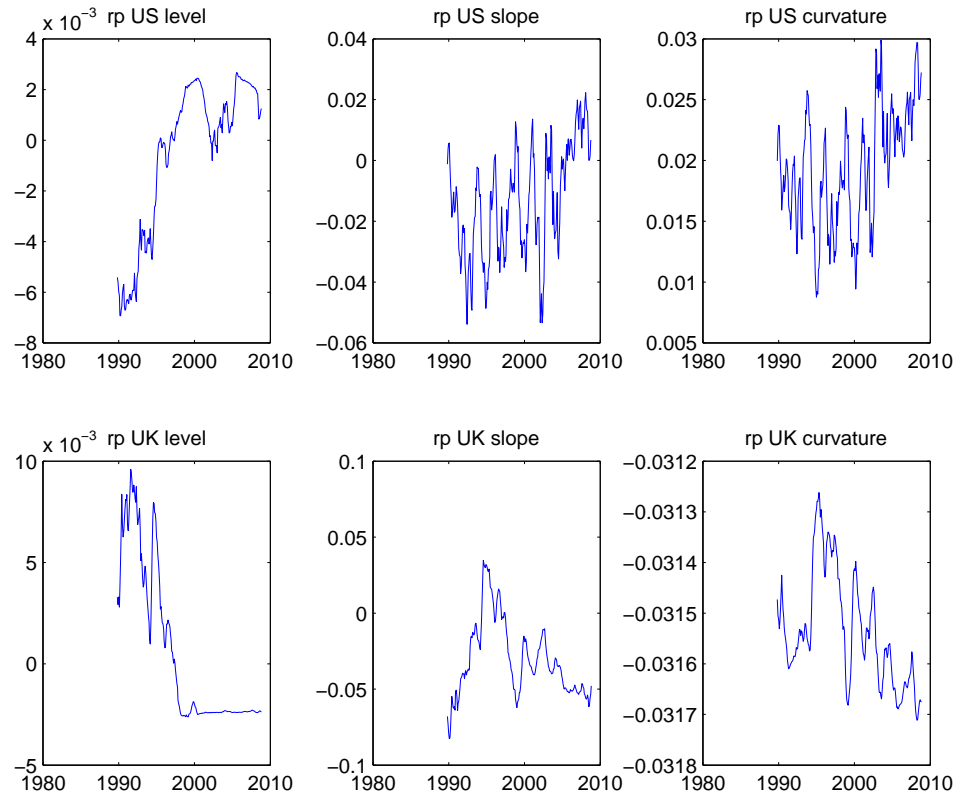 rp US level
x 10−3
4
2
0
−2
−4
−6
−8
1980 1990 2000 2010
rp US slope
0.04
0.02
0
−0.02
−0.04
−0.06
1980 1990 2000 2010
rp US curvature
0.03
0.025
0.02
0.015
0.01
0.005
1980 1990 2000 2010
rp UK level
x 10−3
10
5
0
−5
1980 1990 2000 2010
rp UK slope
0.1
0.05
0
−0.05
−0.1
1980 1990 2000 2010
rp UK curvature
−0.0312
−0.0313
−0.0314
−0.0315
−0.0316
−0.0317
−0.0318
1980 1990 2000 2010